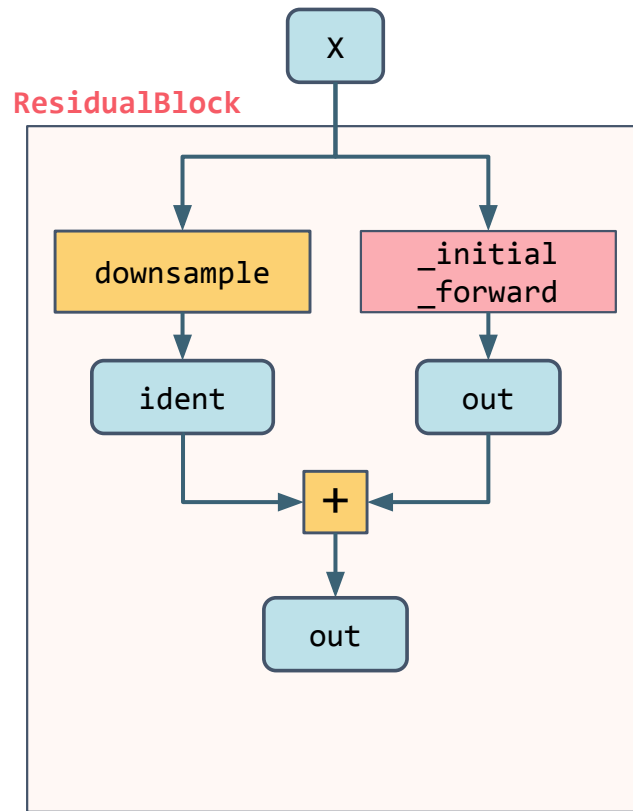 X
ResidualBlock
downsample
_initial
_forward
ident
out
+
out